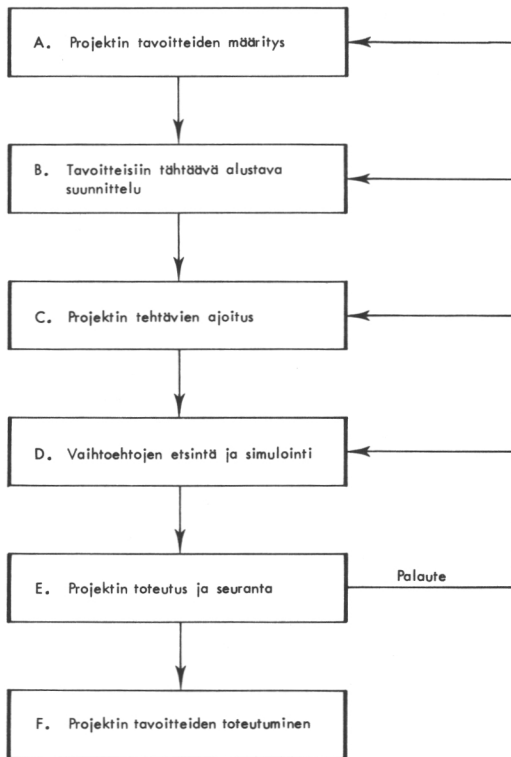 A. Projektin tavoitteiden määritys
B. Tavoitteisiin tähtäävä alustava
suunnittelu
C. Projektin tehtävien ajoitus
D. Vaihtoehtojen etsintä ja simulointi
E. Projektin toteutus ja seuranta
Palaute
F. Projektin tavoitteiden toteutuminen